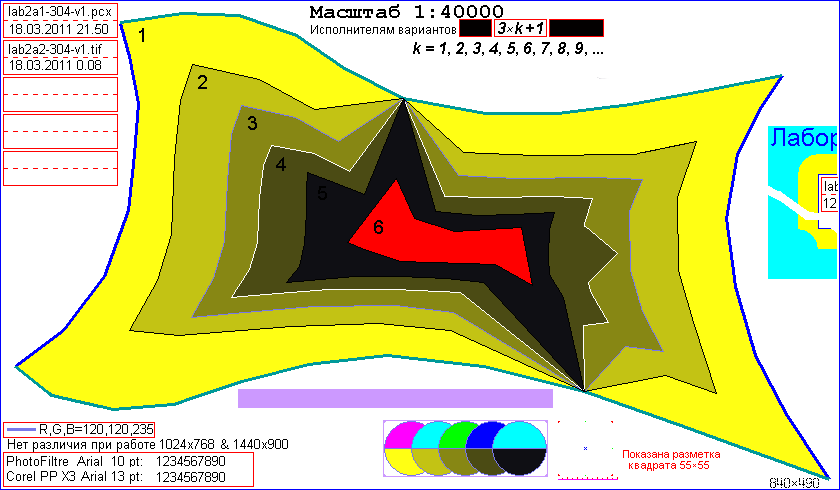 lab2a1-304-v1.pcx
18.03.2011 21.50
lab2a2-304-v1.tif
18.03.2011 0.08
Масштаб 1:40000
Исполнителям вариантов 3×k+1
k = 1, 2, 3, 4, 5, 6, 7, 8, 9, ...
1
2
3
4
5
6
Лабор
lab
12
R,G,B=120,120,235
Нет различия при работе 1024x768 & 1440x900
PhotoFiltre Arial 10 pt: 1234567890
Corel PP X3 Arial 13 pt: 1234567890
Показана разметка
квадрата 55×55
840×490